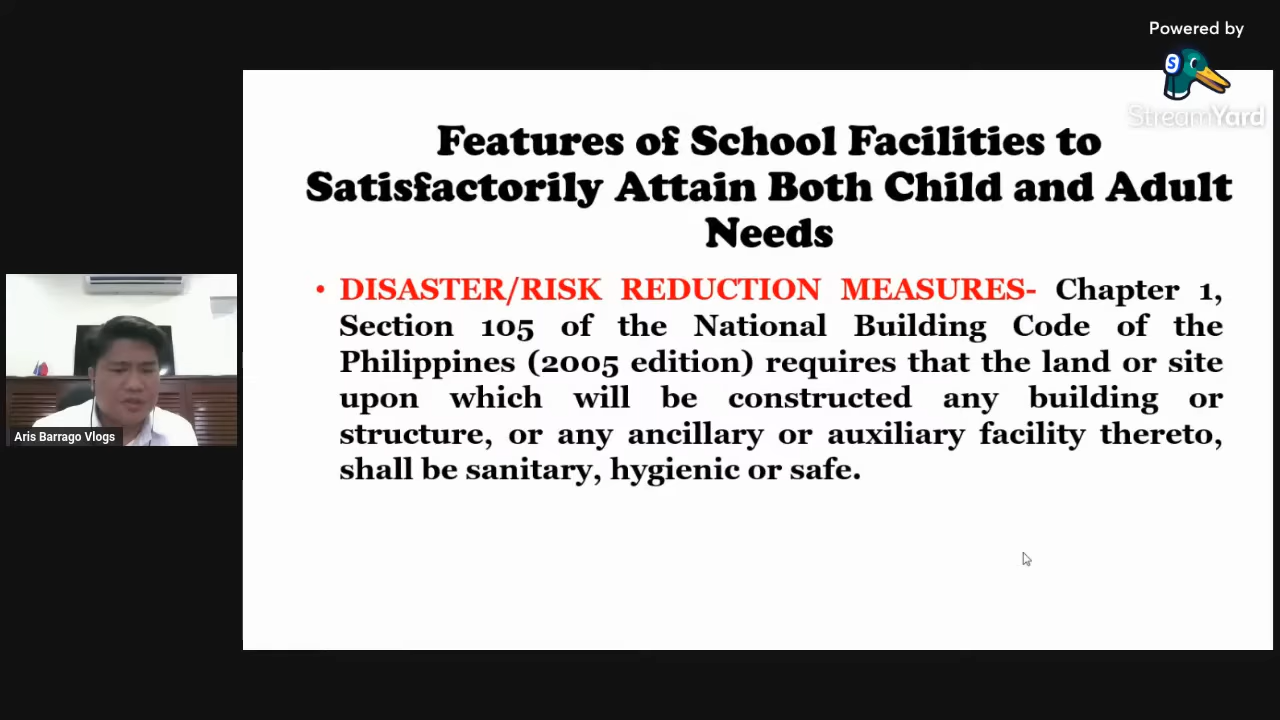 Powered by
StreamYard
Features of School Facilities to
Satisfactorily Attain Both Child and Adult
Needs
• DISASTER/RISK REDUCTION MEASURES- Chapter 1,
Section 105 of the National Building Code of the
Philippines (2005 edition) requires that the land or site
upon which will be constructed any building or
structure, or any ancillary or auxiliary facility thereto,
shall be sanitary, hygienic or safe.
Aris Barrago Vlogs